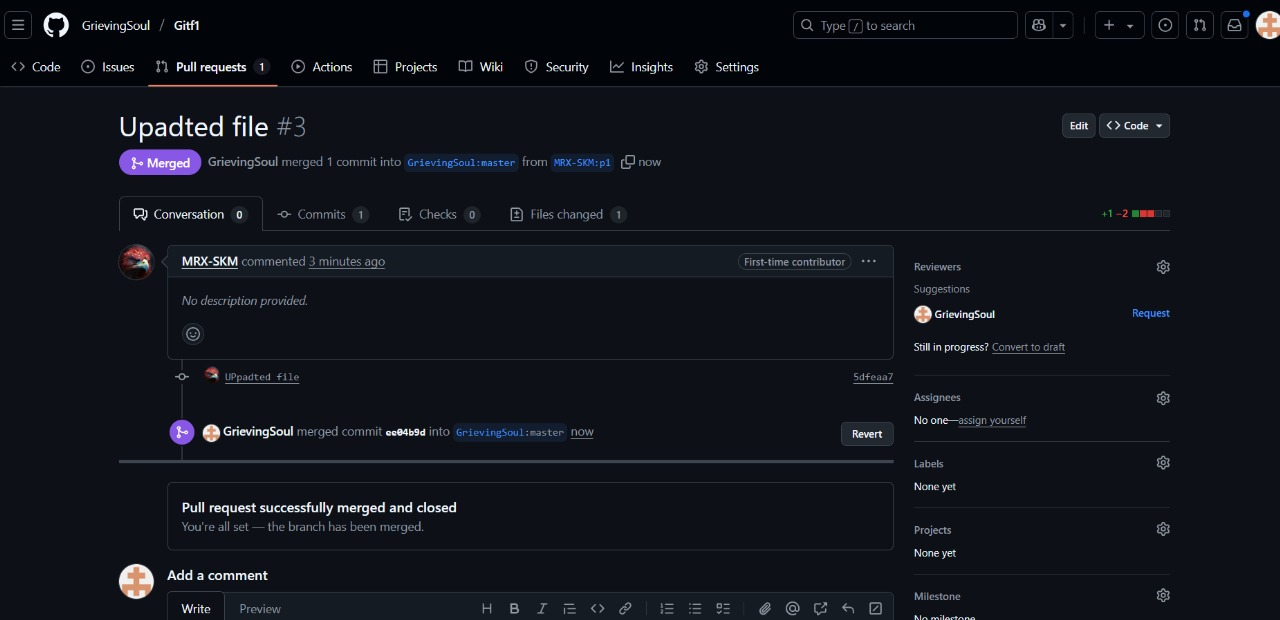 GrievingSoul / Gitf1
Type / to search
Code Issues Pull requests 1 Actions Projects Wiki Security Insights Settings
Upadted file #3
Edit Code
Merged GrievingSoul merged 1 commit into GrievingSoul:master from MRX-SKM:p1 now
Conversation 0 Commits 1 Checks 0 Files changed 1
+1 −2
MRX-SKM commented 3 minutes ago
First-time contributor
No description provided.
UPpadted file
5dfeaa7
GrievingSoul merged commit ee04b9d into GrievingSoul:master now
Revert
Pull request successfully merged and closed
You're all set — the branch has been merged.
Add a comment
Write Preview
Reviewers
Suggestions
GrievingSoul
Request
Still in progress? Convert to draft
Assignees
No one—assign yourself
Labels
None yet
Projects
None yet
Milestone
No milestone